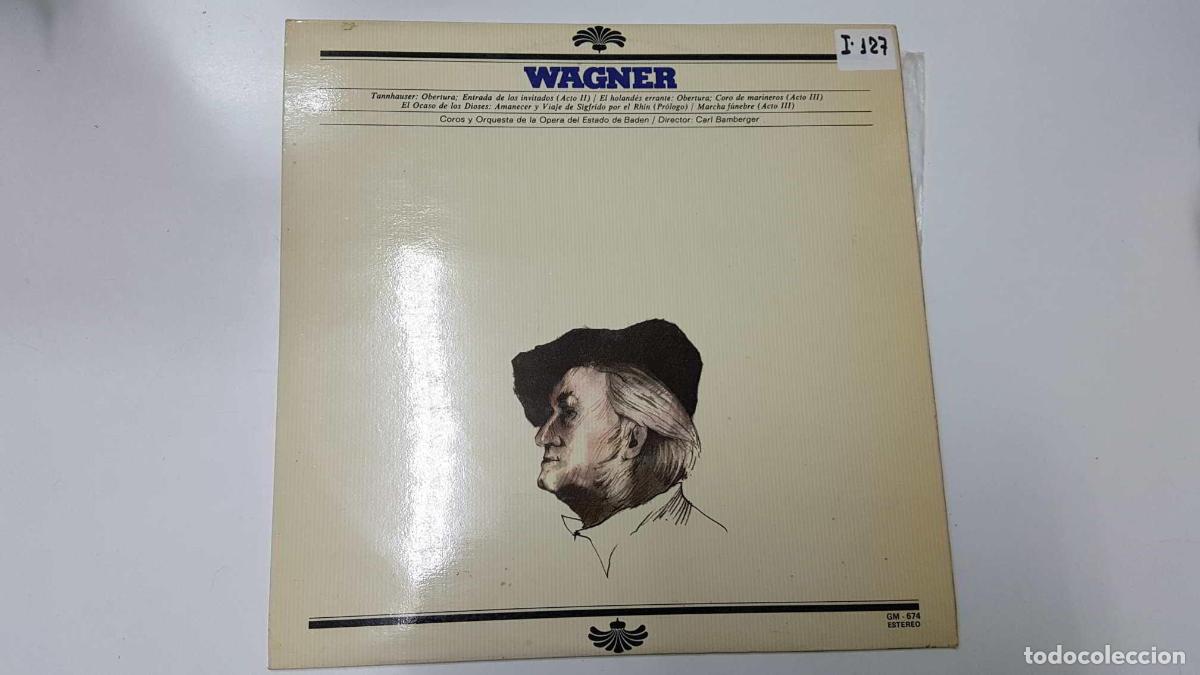 I-127
WAGNER
Tannhauser: Obertura; Entrada de los invitados (Acto II) / El holandés errante: Obertura; Coro de marineros (Acto III)
El Ocaso de los Dioses: Amanecer y Viaje de Sigfrido por el Rhin (Prólogo) / Marcha fúnebre (Acto III)
Coros y Orquesta de la Opera del Estado de Baden / Director: Carl Bamberger
GM - 674
ESTEREO
todocoleccion